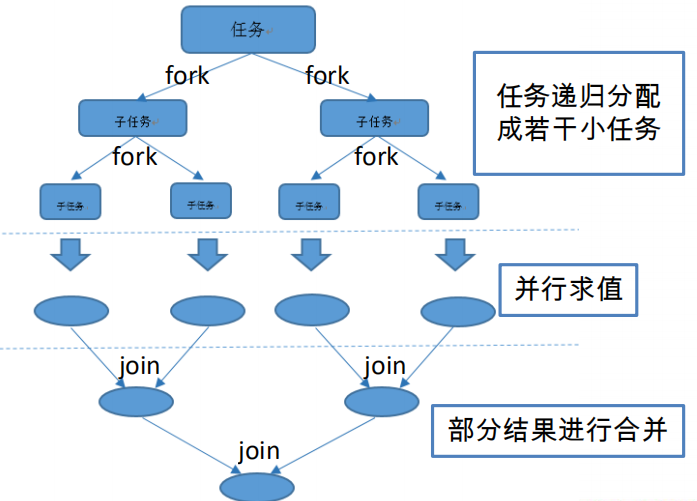 任务
fork
fork
子任务
子任务
任务递归分配
成若干小任务
fork
fork
子任务
子任务
子任务
子任务
并行求值
join
join
部分结果进行合并
join